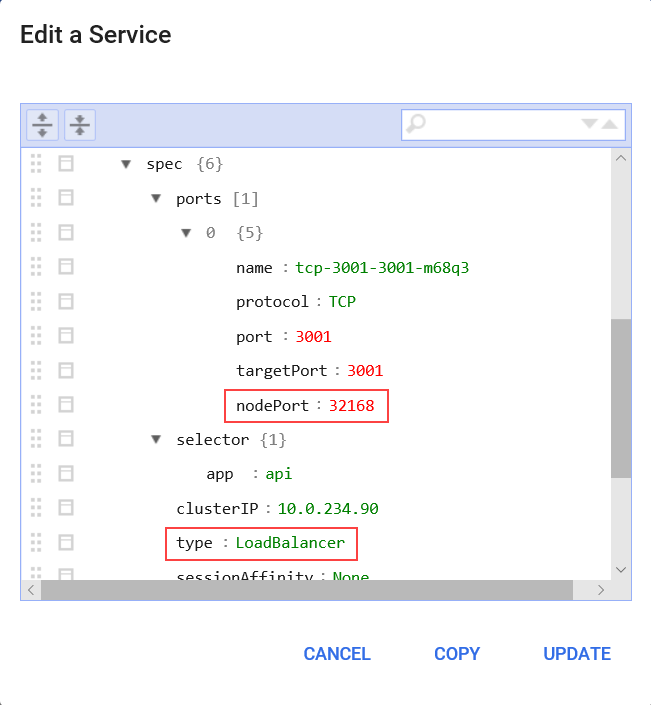 Edit a Service
spec {6}
ports [1]
0 {5}
name : tcp-3001-3001-m68q3
protocol : TCP
port : 3001
targetPort : 3001
nodePort : 32168
selector {1}
app : api
clusterIP : 10.0.234.90
type : LoadBalancer
sessionAffinity : None
CANCEL COPY UPDATE